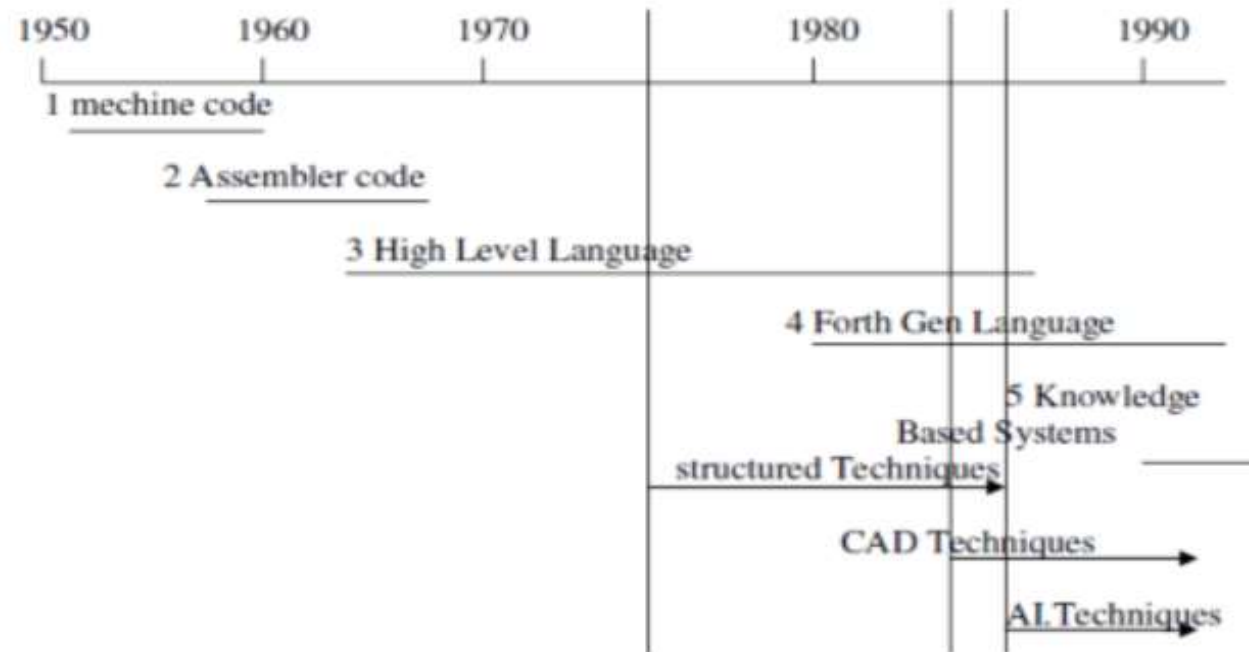 1950 1960 1970 1980 1990
1 mechine code
2 Assembler code
3 High Level Language
4 Forth Gen Language
5 Knowledge
Based Systems
structured Techniques
CAD Techniques
AI.Techniques